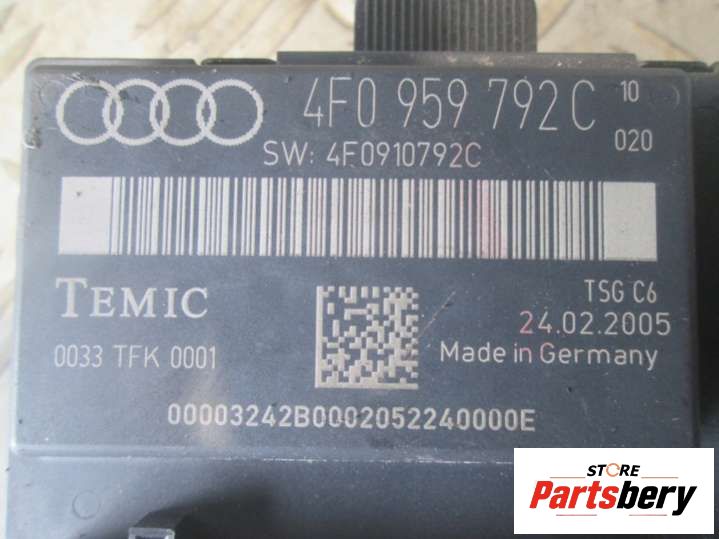 4F0 959 792C 10
020
SW: 4F0910792C
TEMIC
TSG C6
24.02.2005
0033 TFK 0001
Made in Germany
00003242B0002052240000E
STORE
Partsbery